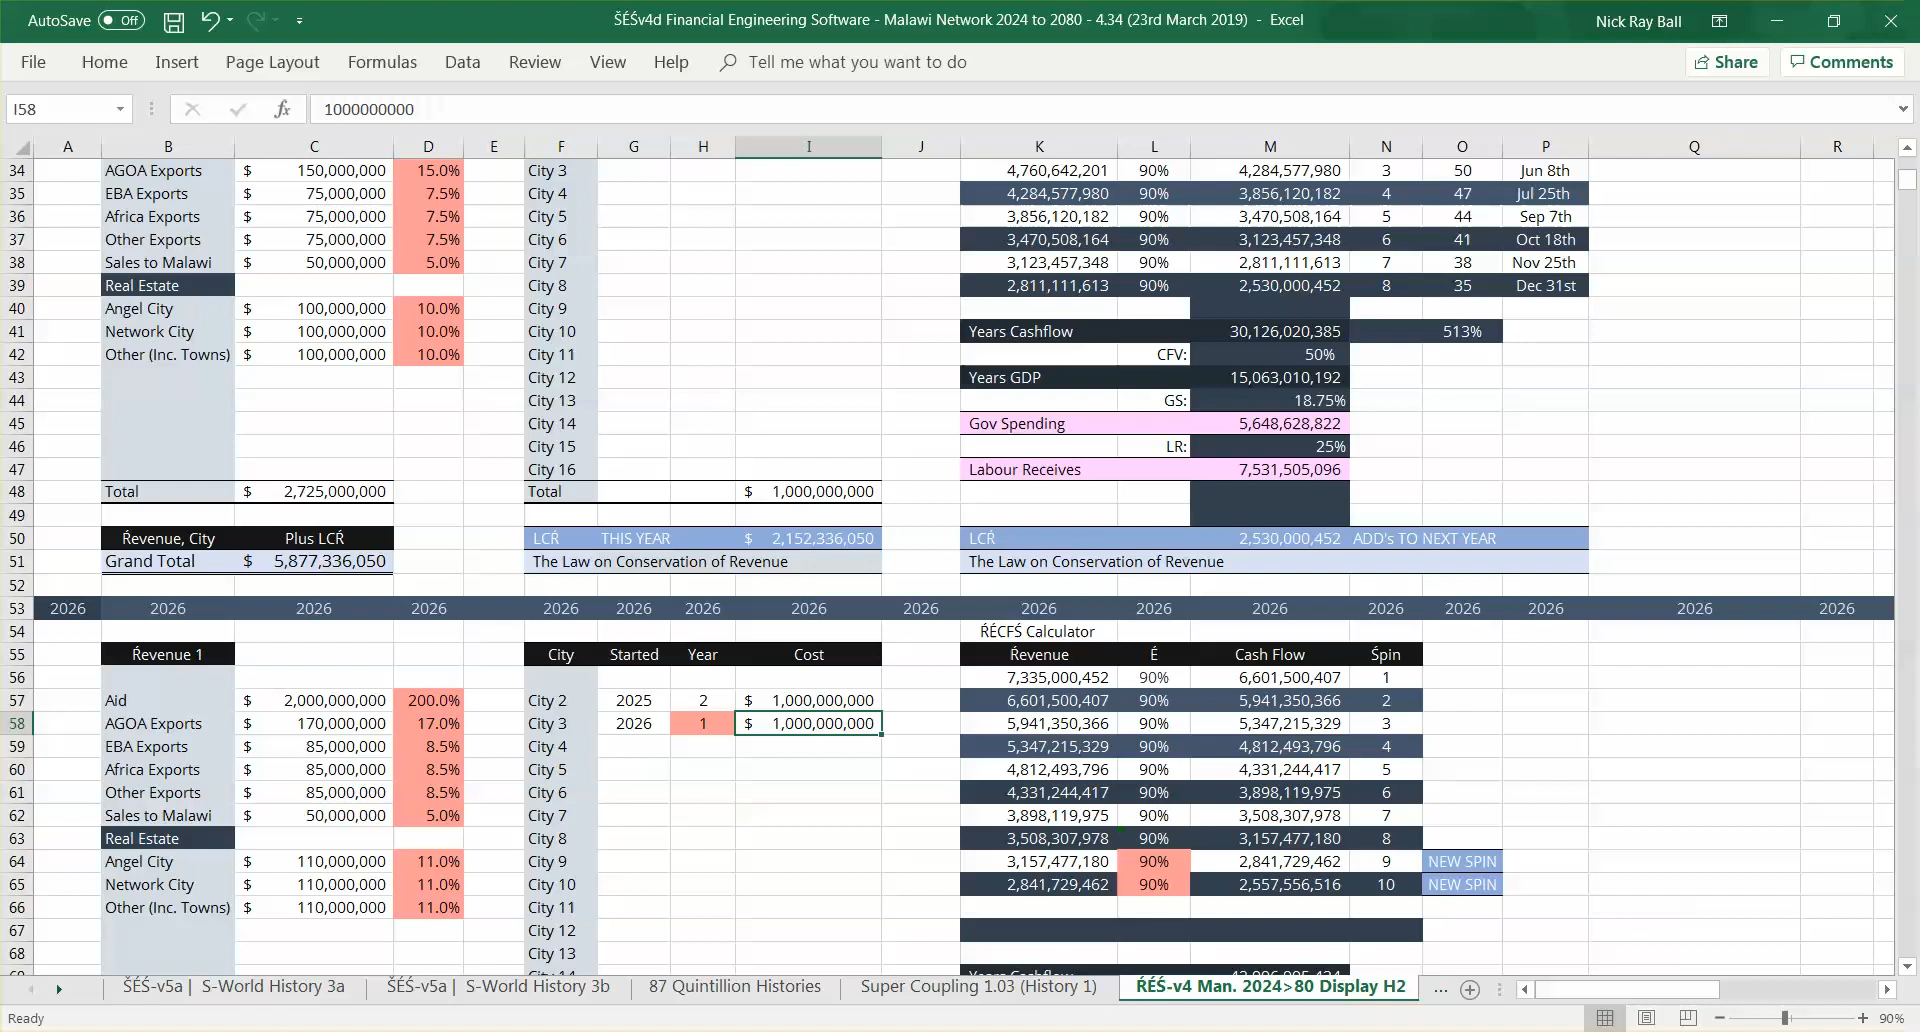 AutoSave Off ŠÉŚv4d Financial Engineering Software - Malawi Network 2024 to 2080 - 4.34 (23rd March 2019) - Excel Nick Ray Ball
File Home Insert Page Layout Formulas Data Review View Help Tell me what you want to do Share Comments
I58 fx 1000000000
A B C D E F G H I J K L M N O P Q R
34 AGOA Exports $ 150,000,000 15.0% City 3 4,760,642,201 90% 4,284,577,980 3 50 Jun 8th
35 EBA Exports $ 75,000,000 7.5% City 4 4,284,577,980 90% 3,856,120,182 4 47 Jul 25th
36 Africa Exports $ 75,000,000 7.5% City 5 3,856,120,182 90% 3,470,508,164 5 44 Sep 7th
37 Other Exports $ 75,000,000 7.5% City 6 3,470,508,164 90% 3,123,457,348 6 41 Oct 18th
38 Sales to Malawi $ 50,000,000 5.0% City 7 3,123,457,348 90% 2,811,111,613 7 38 Nov 25th
39 Real Estate City 8 2,811,111,613 90% 2,530,000,452 8 35 Dec 31st
40 Angel City $ 100,000,000 10.0% City 9
41 Network City $ 100,000,000 10.0% City 10 Years Cashflow 30,126,020,385 513%
42 Other (Inc. Towns) $ 100,000,000 10.0% City 11 CFV: 50%
43 City 12 Years GDP 15,063,010,192
44 City 13 GS: 18.75%
45 City 14 Gov Spending 5,648,628,822
46 City 15 LR: 25%
47 City 16 Labour Receives 7,531,505,096
48 Total $ 2,725,000,000 Total $ 1,000,000,000
49
50 Ŕevenue, City Plus LCŔ LCŔ THIS YEAR $ 2,152,336,050 LCŔ 2,530,000,452 ADD's TO NEXT YEAR
51 Grand Total $ 5,877,336,050 The Law on Conservation of Revenue The Law on Conservation of Revenue
52
53 2026 2026 2026 2026 2026 2026 2026 2026 2026 2026 2026 2026 2026 2026 2026 2026 2026
54 ŔÉCFŚ Calculator
55 Ŕevenue 1 City Started Year Cost Ŕevenue É Cash Flow Śpin
56 7,335,000,452 90% 6,601,500,407 1
57 Aid $ 2,000,000,000 200.0% City 2 2025 2 $ 1,000,000,000 6,601,500,407 90% 5,941,350,366 2
58 AGOA Exports $ 170,000,000 17.0% City 3 2026 1 $ 1,000,000,000 5,941,350,366 90% 5,347,215,329 3
59 EBA Exports $ 85,000,000 8.5% City 4 5,347,215,329 90% 4,812,493,796 4
60 Africa Exports $ 85,000,000 8.5% City 5 4,812,493,796 90% 4,331,244,417 5
61 Other Exports $ 85,000,000 8.5% City 6 4,331,244,417 90% 3,898,119,975 6
62 Sales to Malawi $ 50,000,000 5.0% City 7 3,898,119,975 90% 3,508,307,978 7
63 Real Estate City 8 3,508,307,978 90% 3,157,477,180 8
64 Angel City $ 110,000,000 11.0% City 9 3,157,477,180 90% 2,841,729,462 9 NEW SPIN
65 Network City $ 110,000,000 11.0% City 10 2,841,729,462 90% 2,557,556,516 10 NEW SPIN
66 Other (Inc. Towns) $ 110,000,000 11.0% City 11
67 City 12
68 City 13
ŠÉŚ-v5a | S-World History 3a ŠÉŚ-v5a | S-World History 3b 87 Quintillion Histories Super Coupling 1.03 (History 1) ŔÉŚ-v4 Man. 2024>80 Display H2 ...
Ready 90%